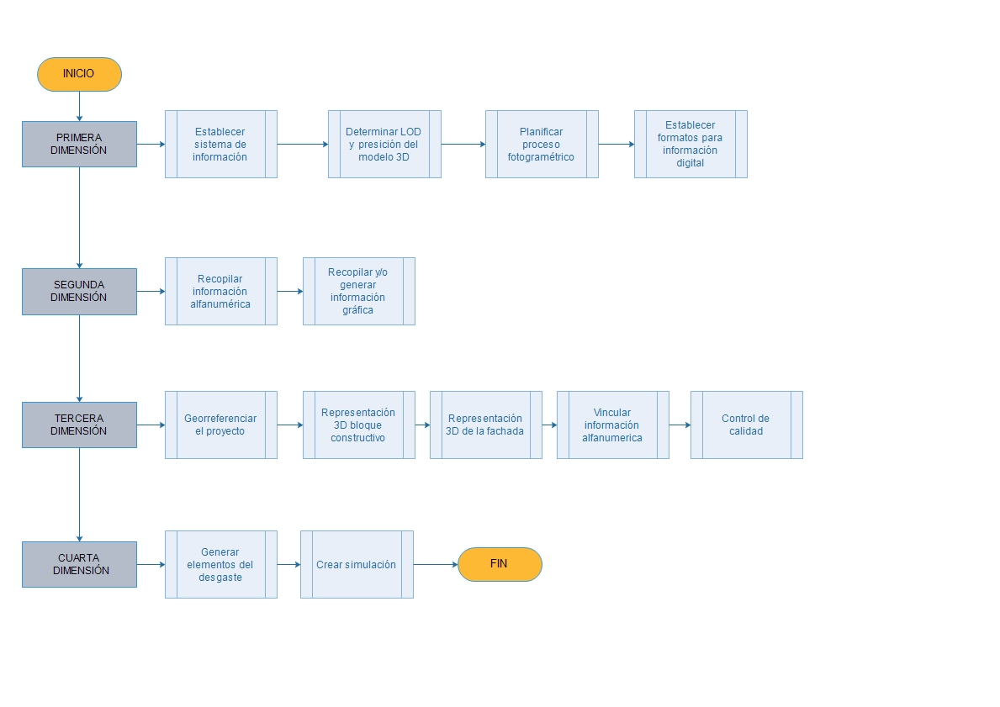 INICIO
PRIMERA
DIMENSIÓN
Establecer
sistema de
información
Determinar LOD
y presición del
modelo 3D
Planificar
proceso
fotogramétrico
Establecer
formatos para
información
digital
SEGUNDA
DIMENSIÓN
Recopilar
información
alfanumérica
Recopilar y/o
generar
información
gráfica
TERCERA
DIMENSIÓN
Georreferenciar
el proyecto
Representación
3D bloque
constructivo
Representación
3D de la fachada
Vincular
información
alfanumerica
Control de
calidad
CUARTA
DIMENSIÓN
Generar
elementos del
desgaste
Crear simulación
FIN